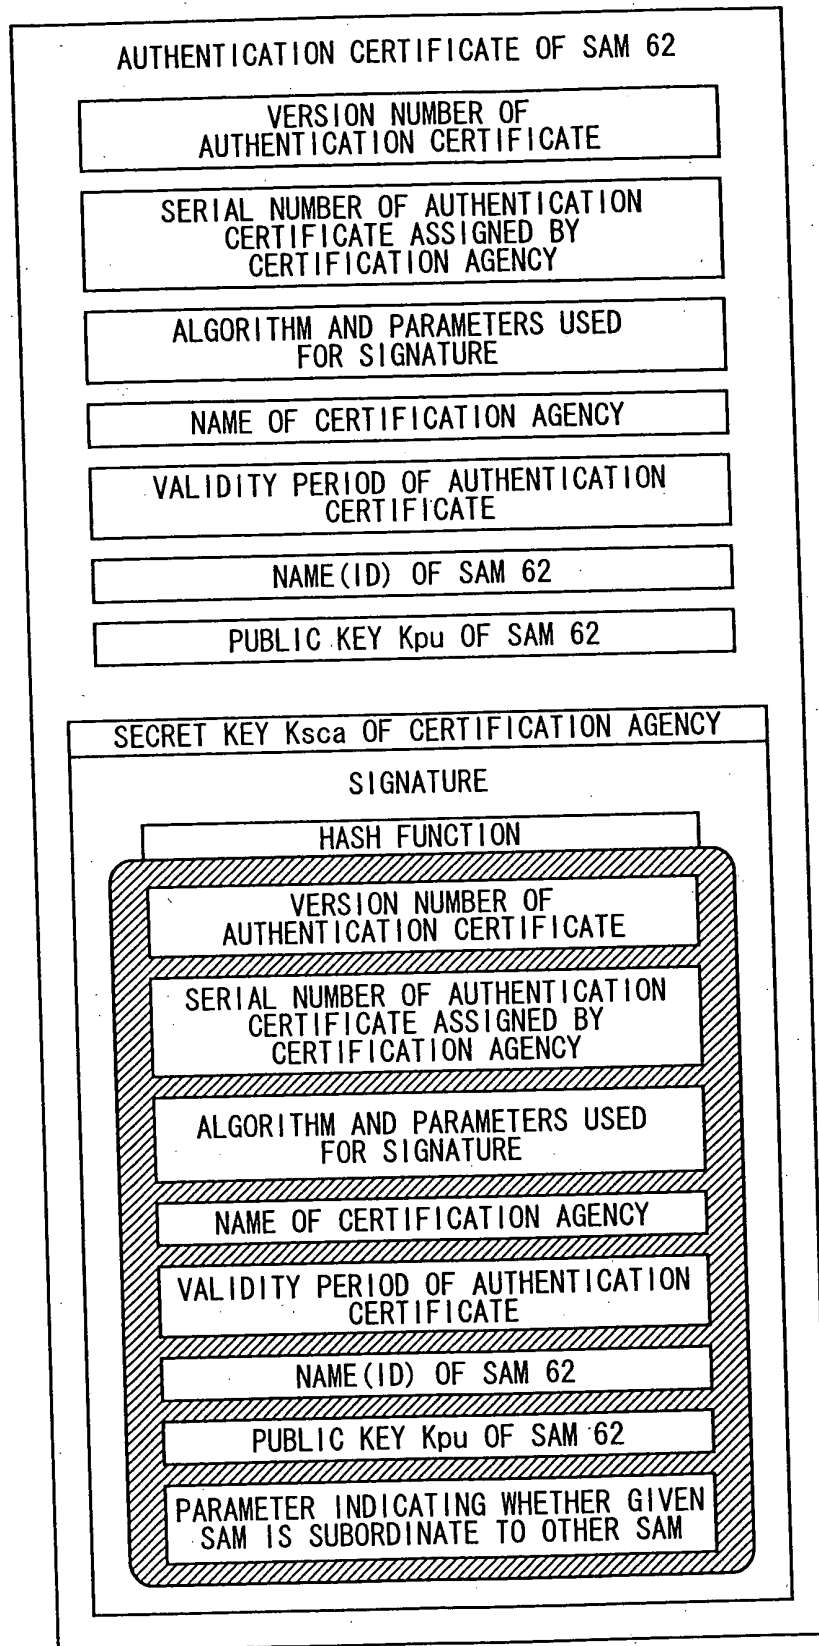 AUTHENTICATION CERTIFICATE OF SAM 62
VERSION NUMBER OF
AUTHENTICATION CERTIFICATE
SERIAL NUMBER OF AUTHENTICATION
CERTIFICATE ASSIGNED BY
CERTIFICATION AGENCY
ALGORITHM AND PARAMETERS USED
FOR SIGNATURE
NAME OF CERTIFICATION AGENCY
VALIDITY PERIOD OF AUTHENTICATION
CERTIFICATE
NAME(ID) OF SAM 62
PUBLIC KEY Kpu OF SAM 62
SECRET KEY Ksca OF CERTIFICATION AGENCY
SIGNATURE
HASH FUNCTION
VERSION NUMBER OF
AUTHENTICATION CERTIFICATE
SERIAL NUMBER OF AUTHENTICATION
CERTIFICATE ASSIGNED BY
CERTIFICATION AGENCY
ALGORITHM AND PARAMETERS USED
FOR SIGNATURE
NAME OF CERTIFICATION AGENCY
VALIDITY PERIOD OF AUTHENTICATION
CERTIFICATE
NAME(ID) OF SAM 62
PUBLIC KEY Kpu OF SAM 62
PARAMETER INDICATING WHETHER GIVEN
SAM IS SUBORDINATE TO OTHER SAM